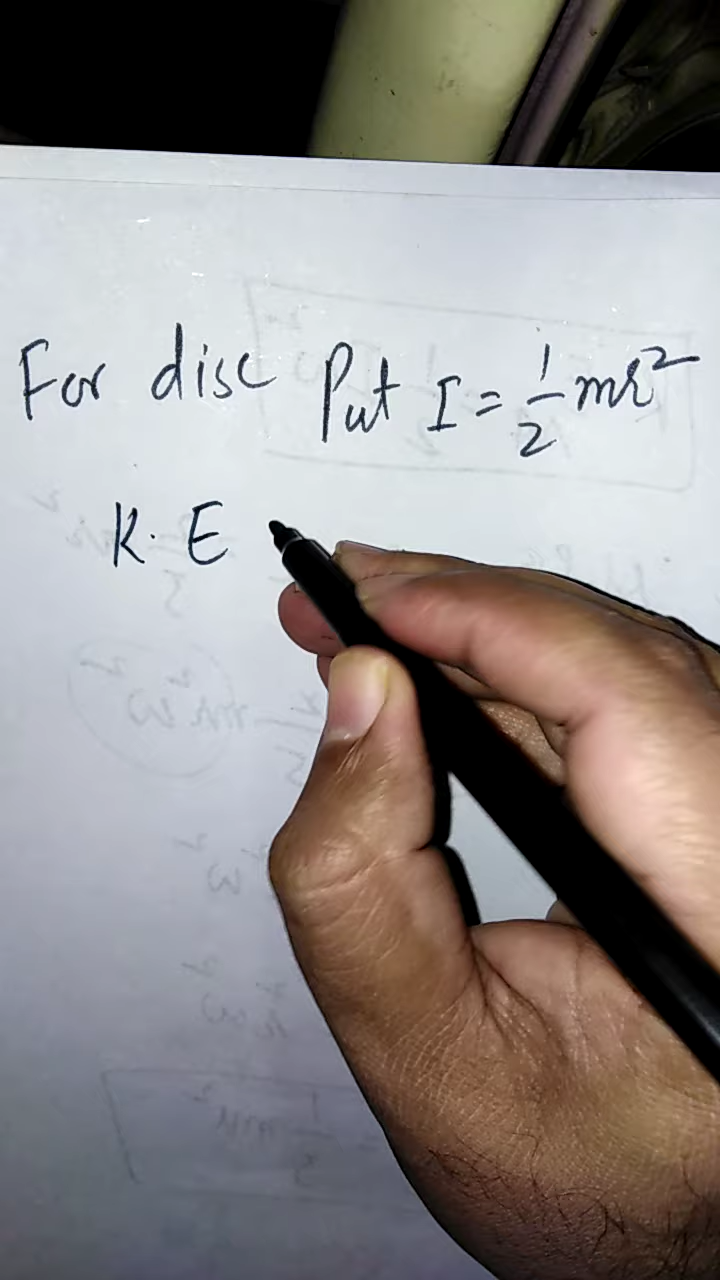 For disc Put I = 1/2 mr²
K. E